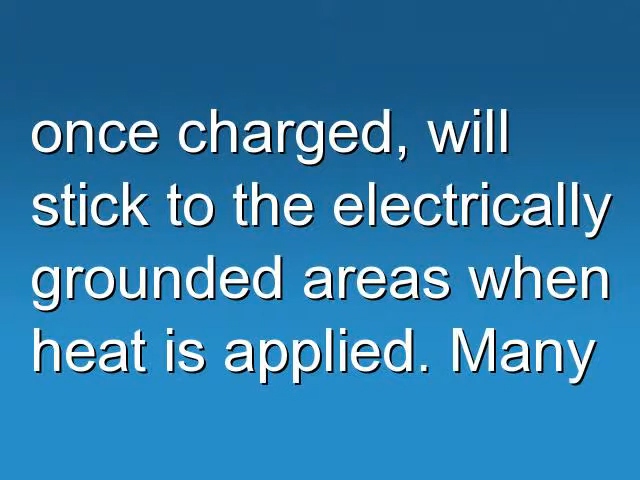 once charged, will
stick to the electrically
grounded areas when
heat is applied. Many